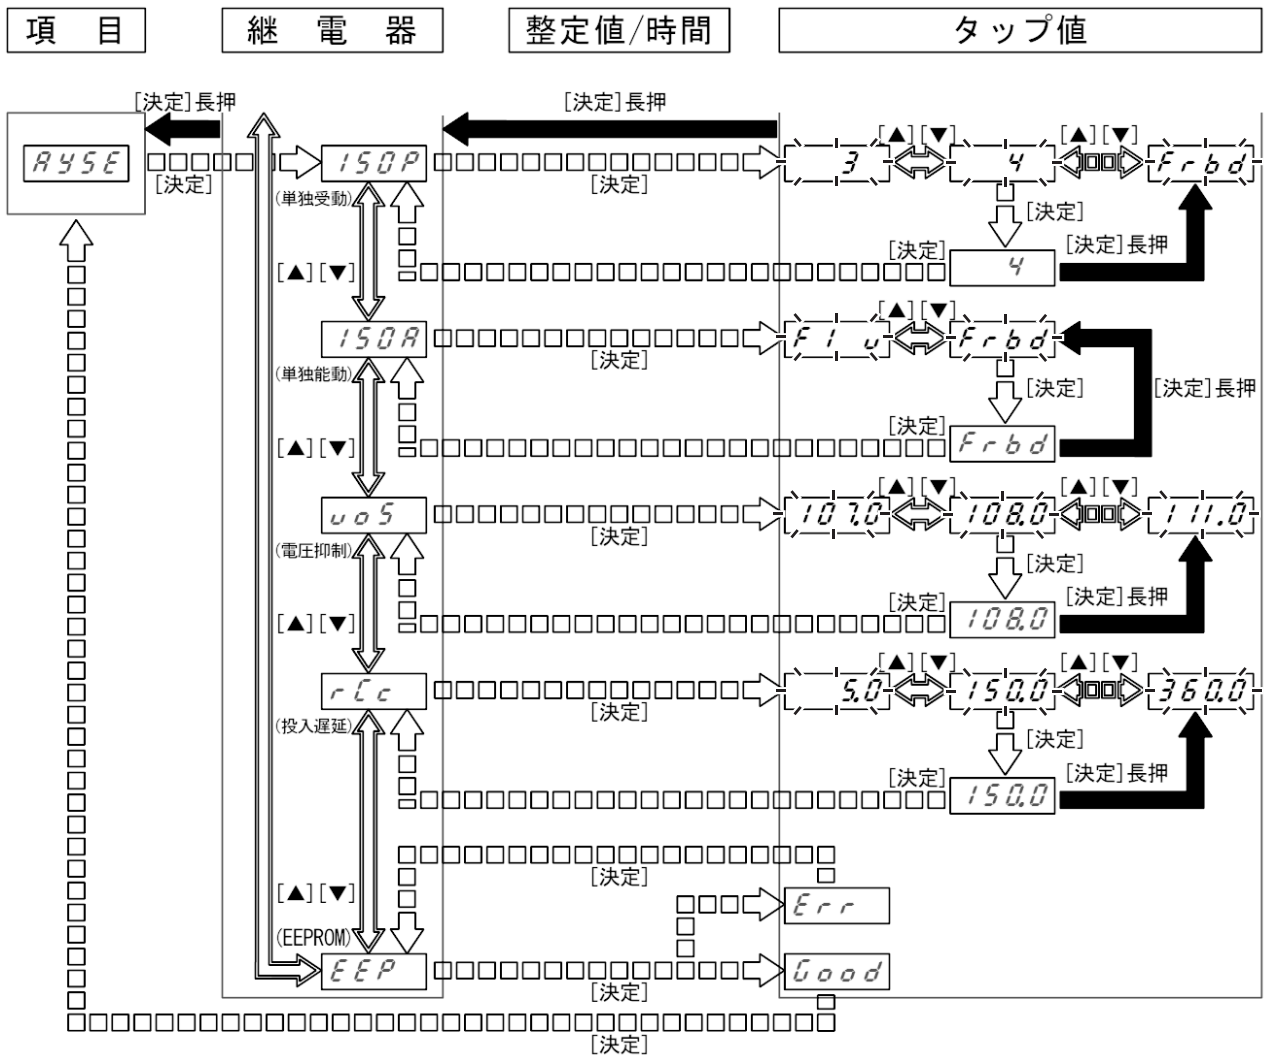 項　目
継　電　器
整定値/時間
タップ値
[決定]長押
[決定]長押
AYSE
[決定]
ISOP
(単独受動)
[決定]
3
[▲][▼]
4
[▲][▼]
Frbd
[決定]
4
[決定]長押
[決定]
[▲][▼]
ISOA
(単独能動)
[決定]
F1 u
[▲][▼]
Frbd
[決定]
[決定]長押
Frbd
[決定]
[▲][▼]
uoS
(電圧抑制)
[決定]
107.0
[▲][▼]
108.0
[▲][▼]
111.0
[決定]
108.0
[決定]長押
[決定]
[▲][▼]
rCc
(投入遅延)
[決定]
5.0
[▲][▼]
150.0
[▲][▼]
360.0
[決定]
150.0
[決定]長押
[決定]
[決定]
[▲][▼]
Err
(EEPROM)
EEP
[決定]
Good
[決定]